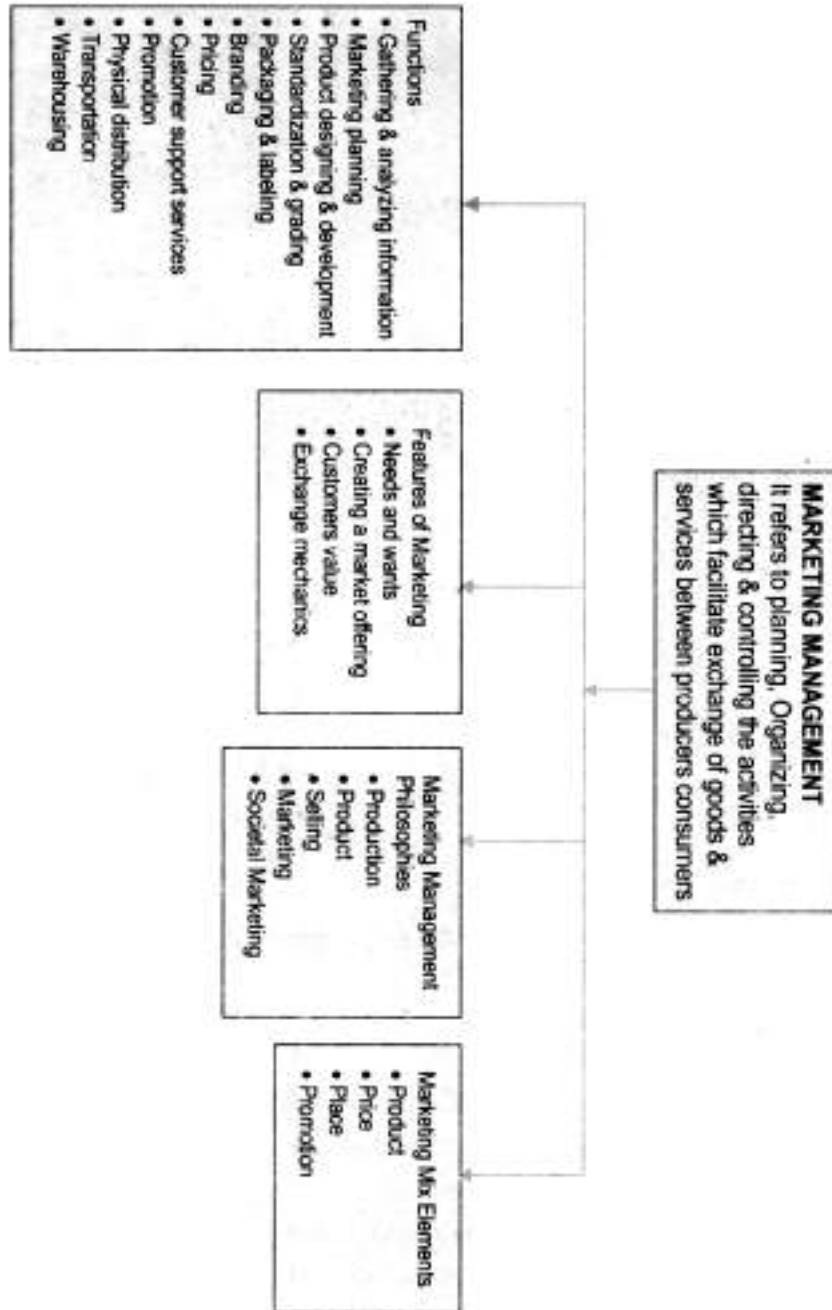 MARKETING MANAGEMENT
It refers to planning, Organizing,
directing & controlling the activities
which facilitate exchange of goods &
services between producers consumers
Functions
• Gathering & analyzing information
• Marketing planning
• Product designing & development
• Standardization & grading
• Packaging & labeling
• Branding
• Pricing
• Customer support services
• Promotion
• Physical distribution
• Transportation
• Warehousing
Features of Marketing
• Needs and wants
• Creating a market offering
• Customers value
• Exchange mechanics
Marketing Management
Philosophies
• Production
• Product
• Selling
• Marketing
• Societal Marketing
Marketing Mix Elements
• Product
• Price
• Place
• Promotion